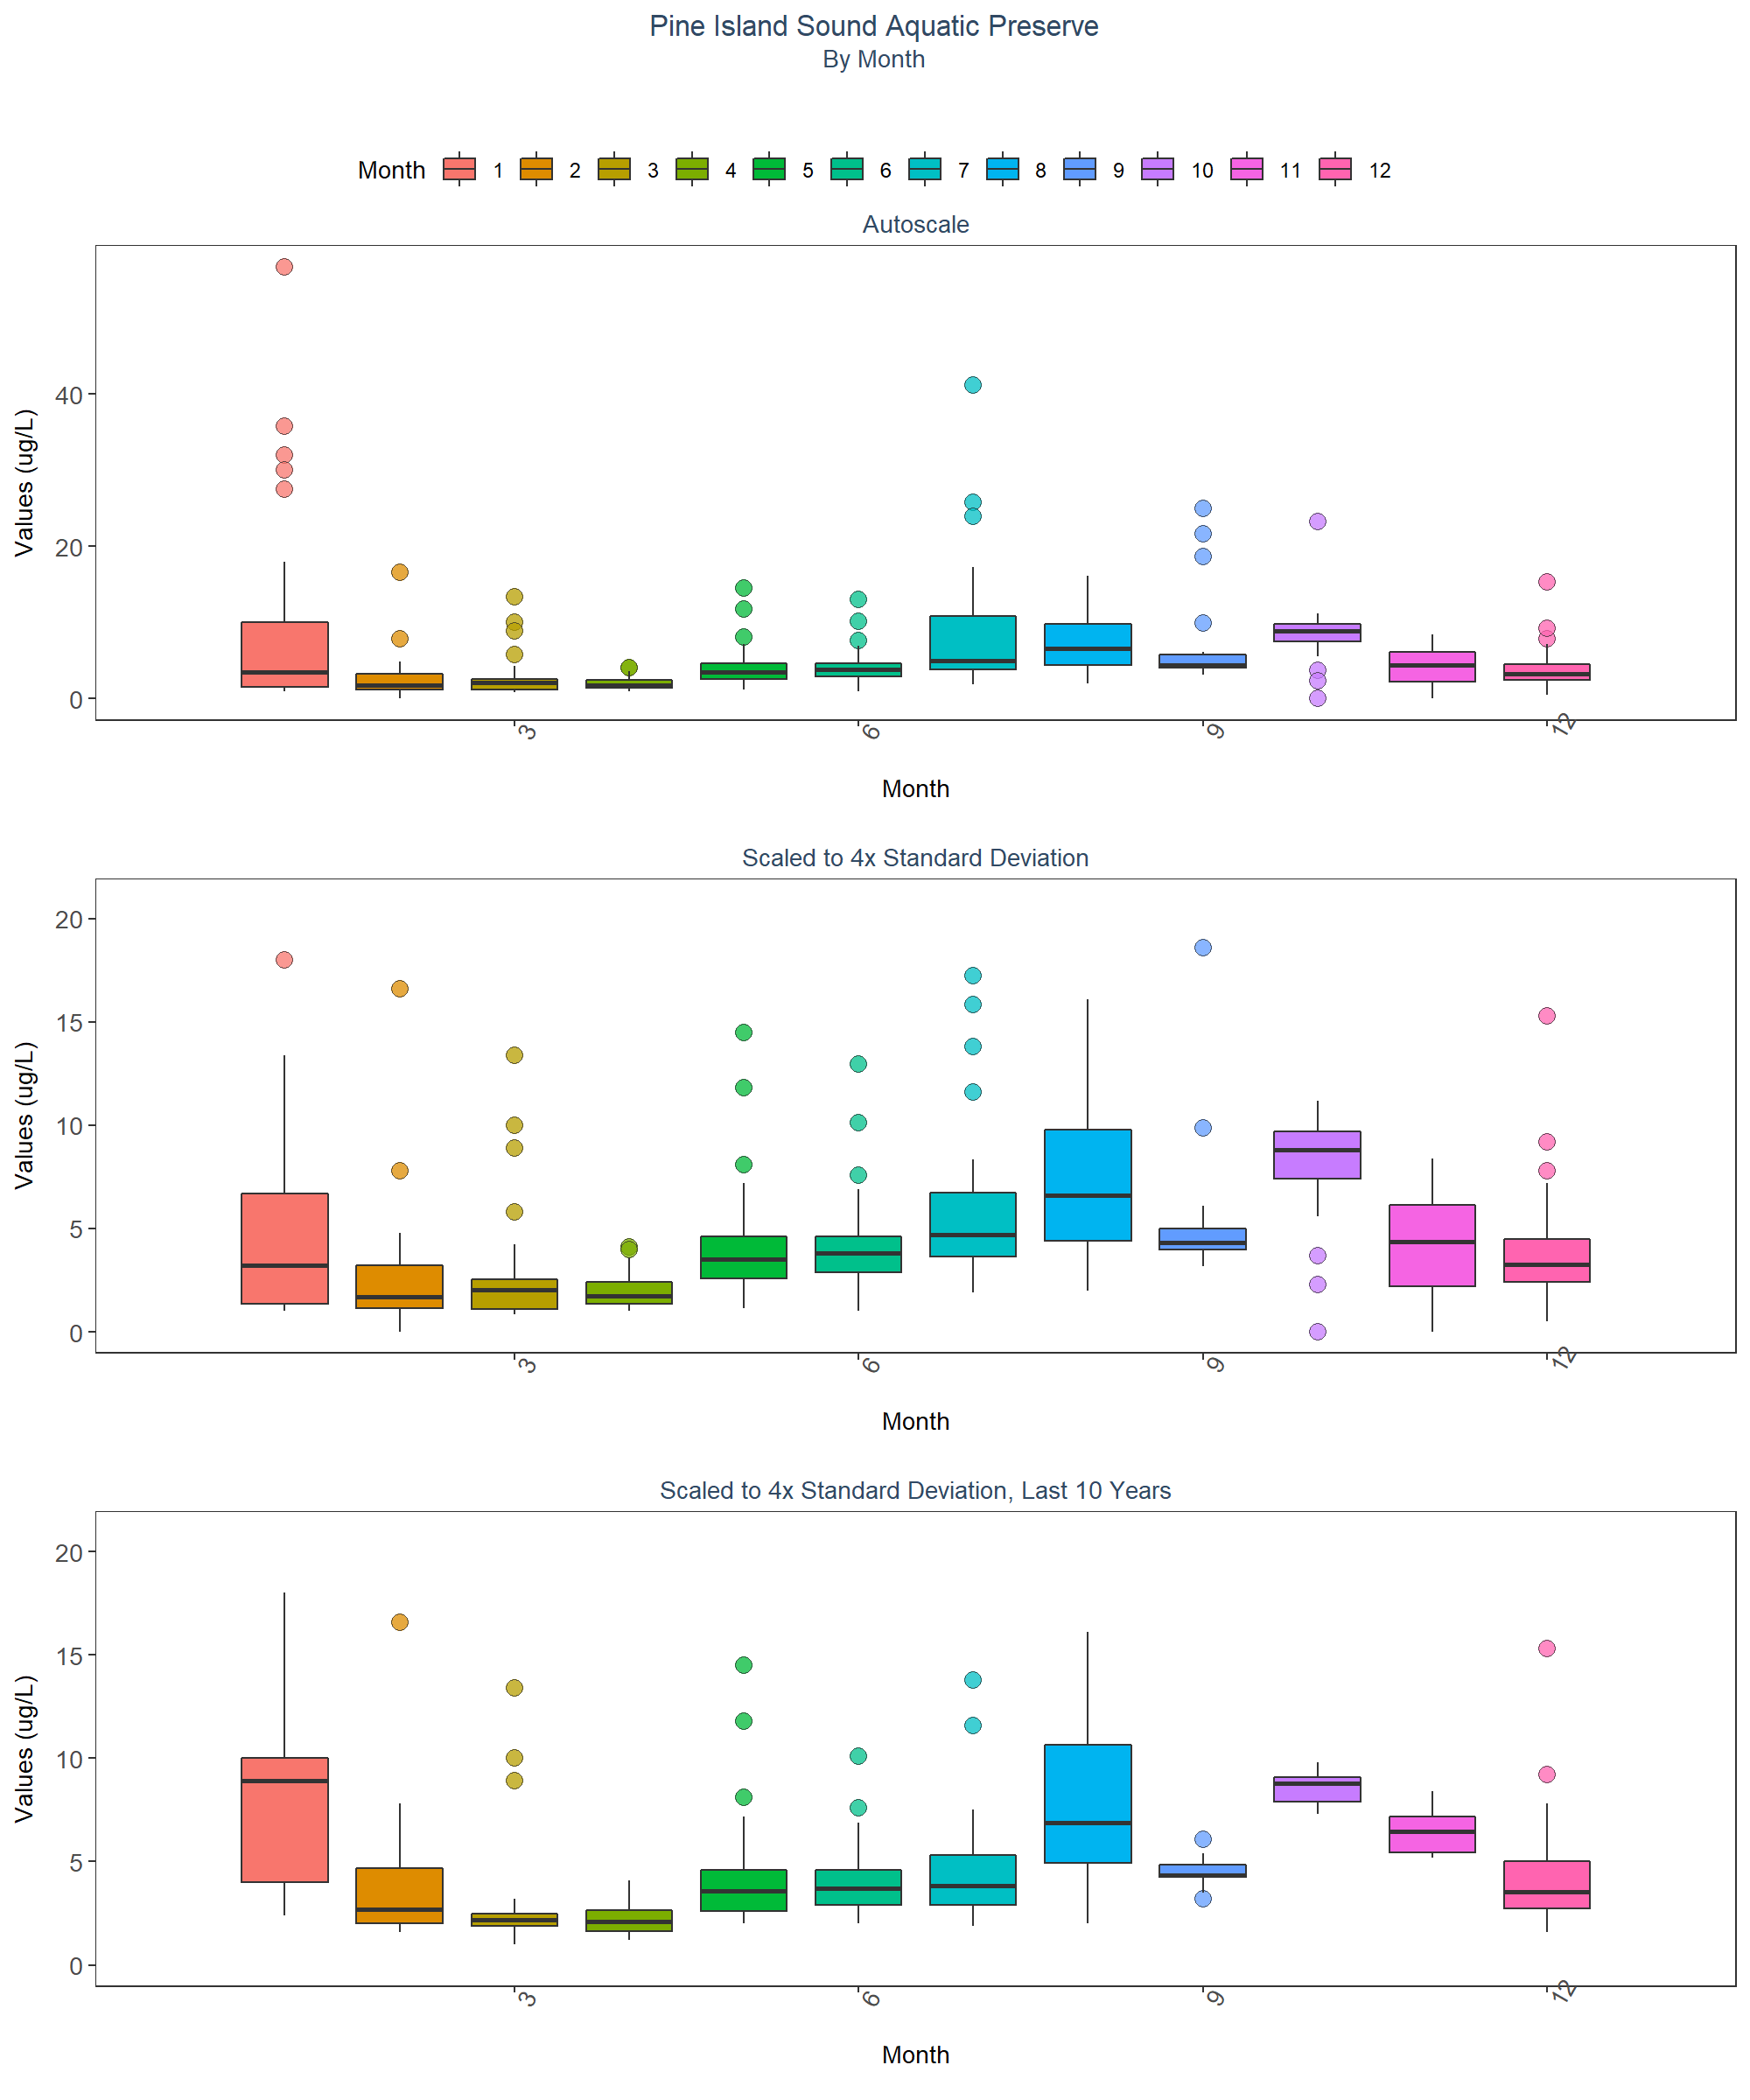 Pine Island Sound Aquatic Preserve
By Month
Month 1 2 3 4 5 6 7 8 9 10 11 12
Autoscale
Values (ug/L)
40
20
0
3 6 9 12
Month
Scaled to 4x Standard Deviation
Values (ug/L)
20
15
10
5
0
3 6 9 12
Month
Scaled to 4x Standard Deviation, Last 10 Years
Values (ug/L)
20
15
10
5
0
3 6 9 12
Month